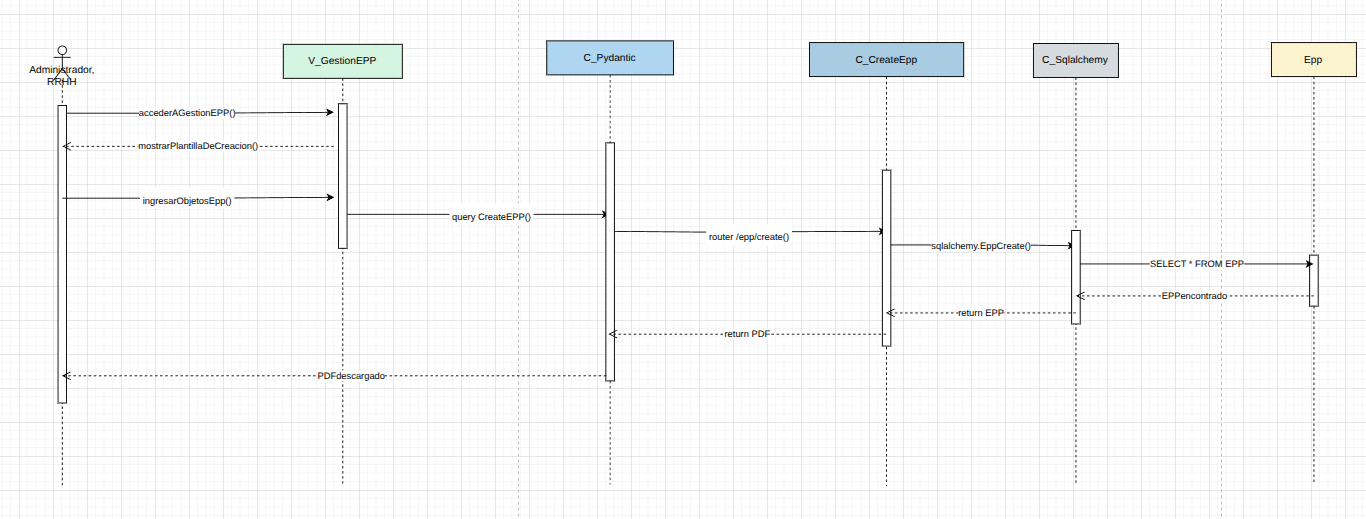 Administrador,
RRHH
V_GestionEPP
C_Pydantic
C_CreateEpp
C_Sqlalchemy
Epp
accederAGestionEPP()
mostrarPlantillaDeCreacion()
ingresarObjetosEpp()
query CreateEPP()
router /epp/create()
sqlalchemy.EppCreate()
SELECT * FROM EPP
EPPencontrado
return EPP
return PDF
PDFdescargado